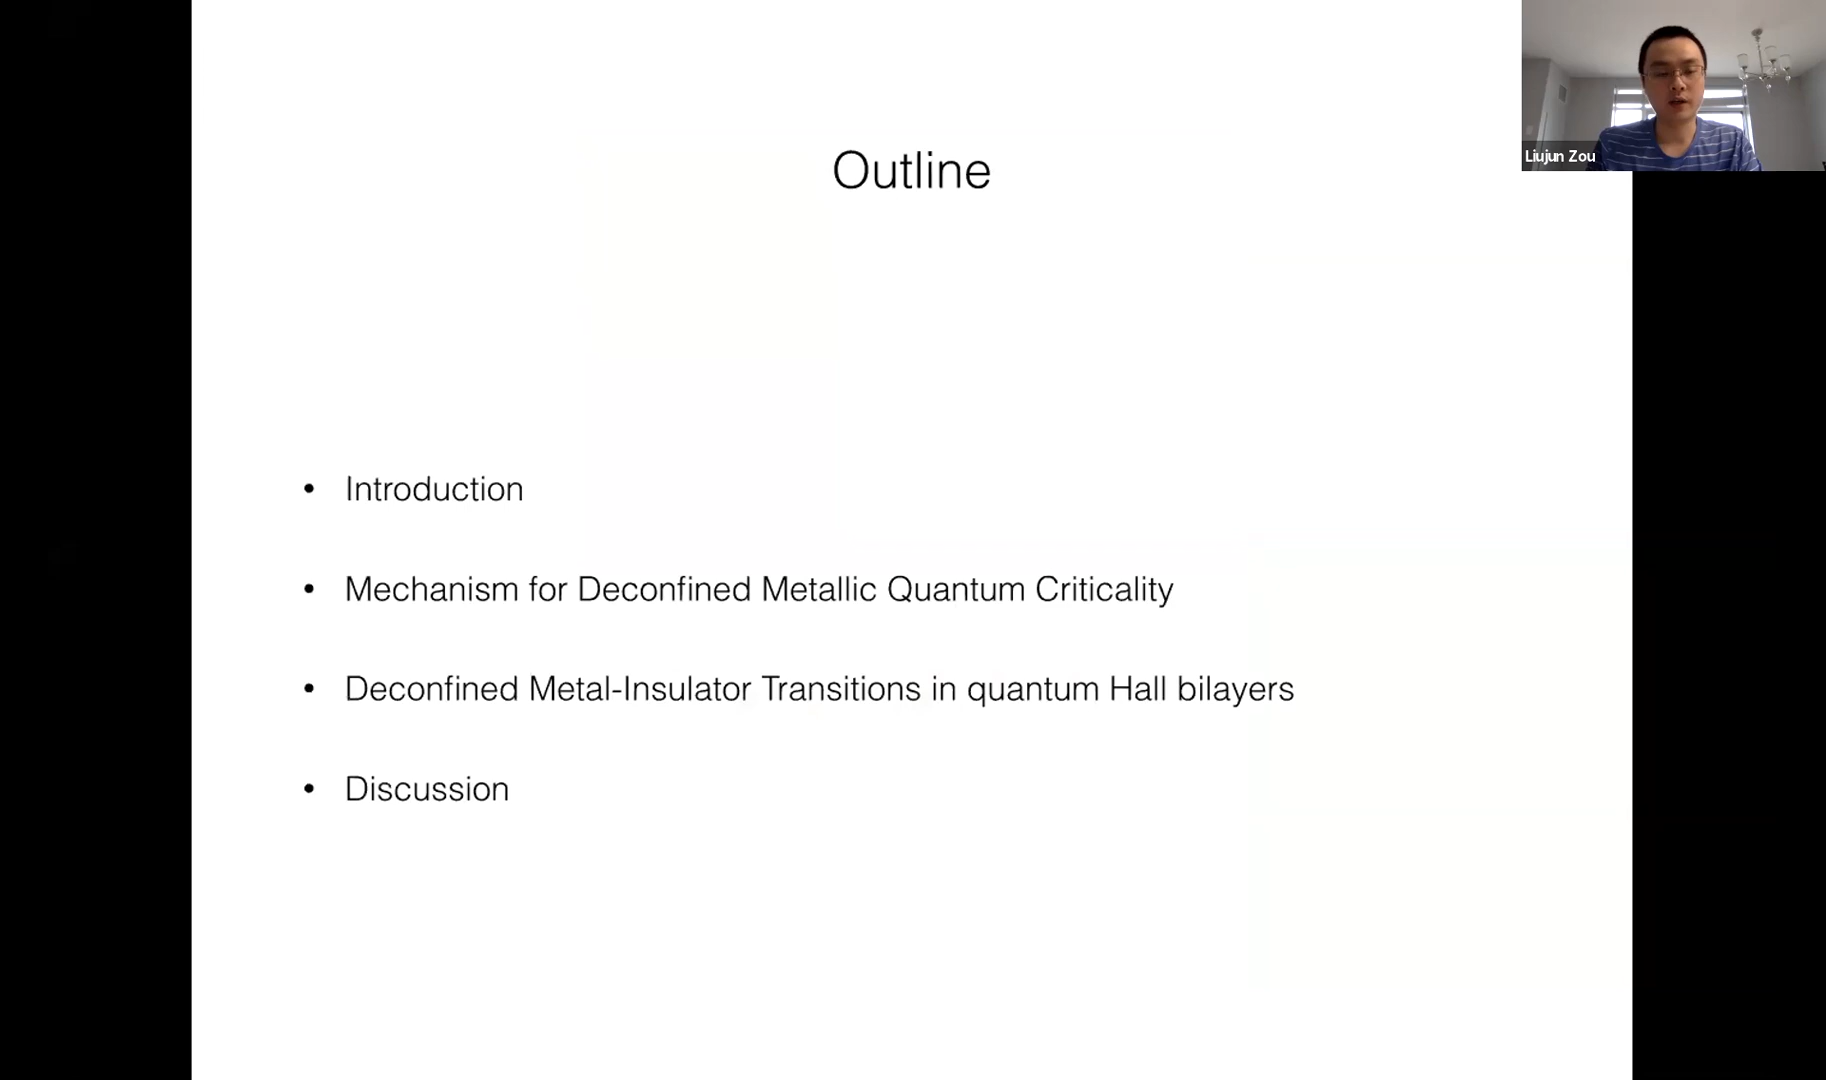 Outline
• Introduction
• Mechanism for Deconfined Metallic Quantum Criticality
• Deconfined Metal-Insulator Transitions in quantum Hall bilayers
• Discussion
Liujun Zou